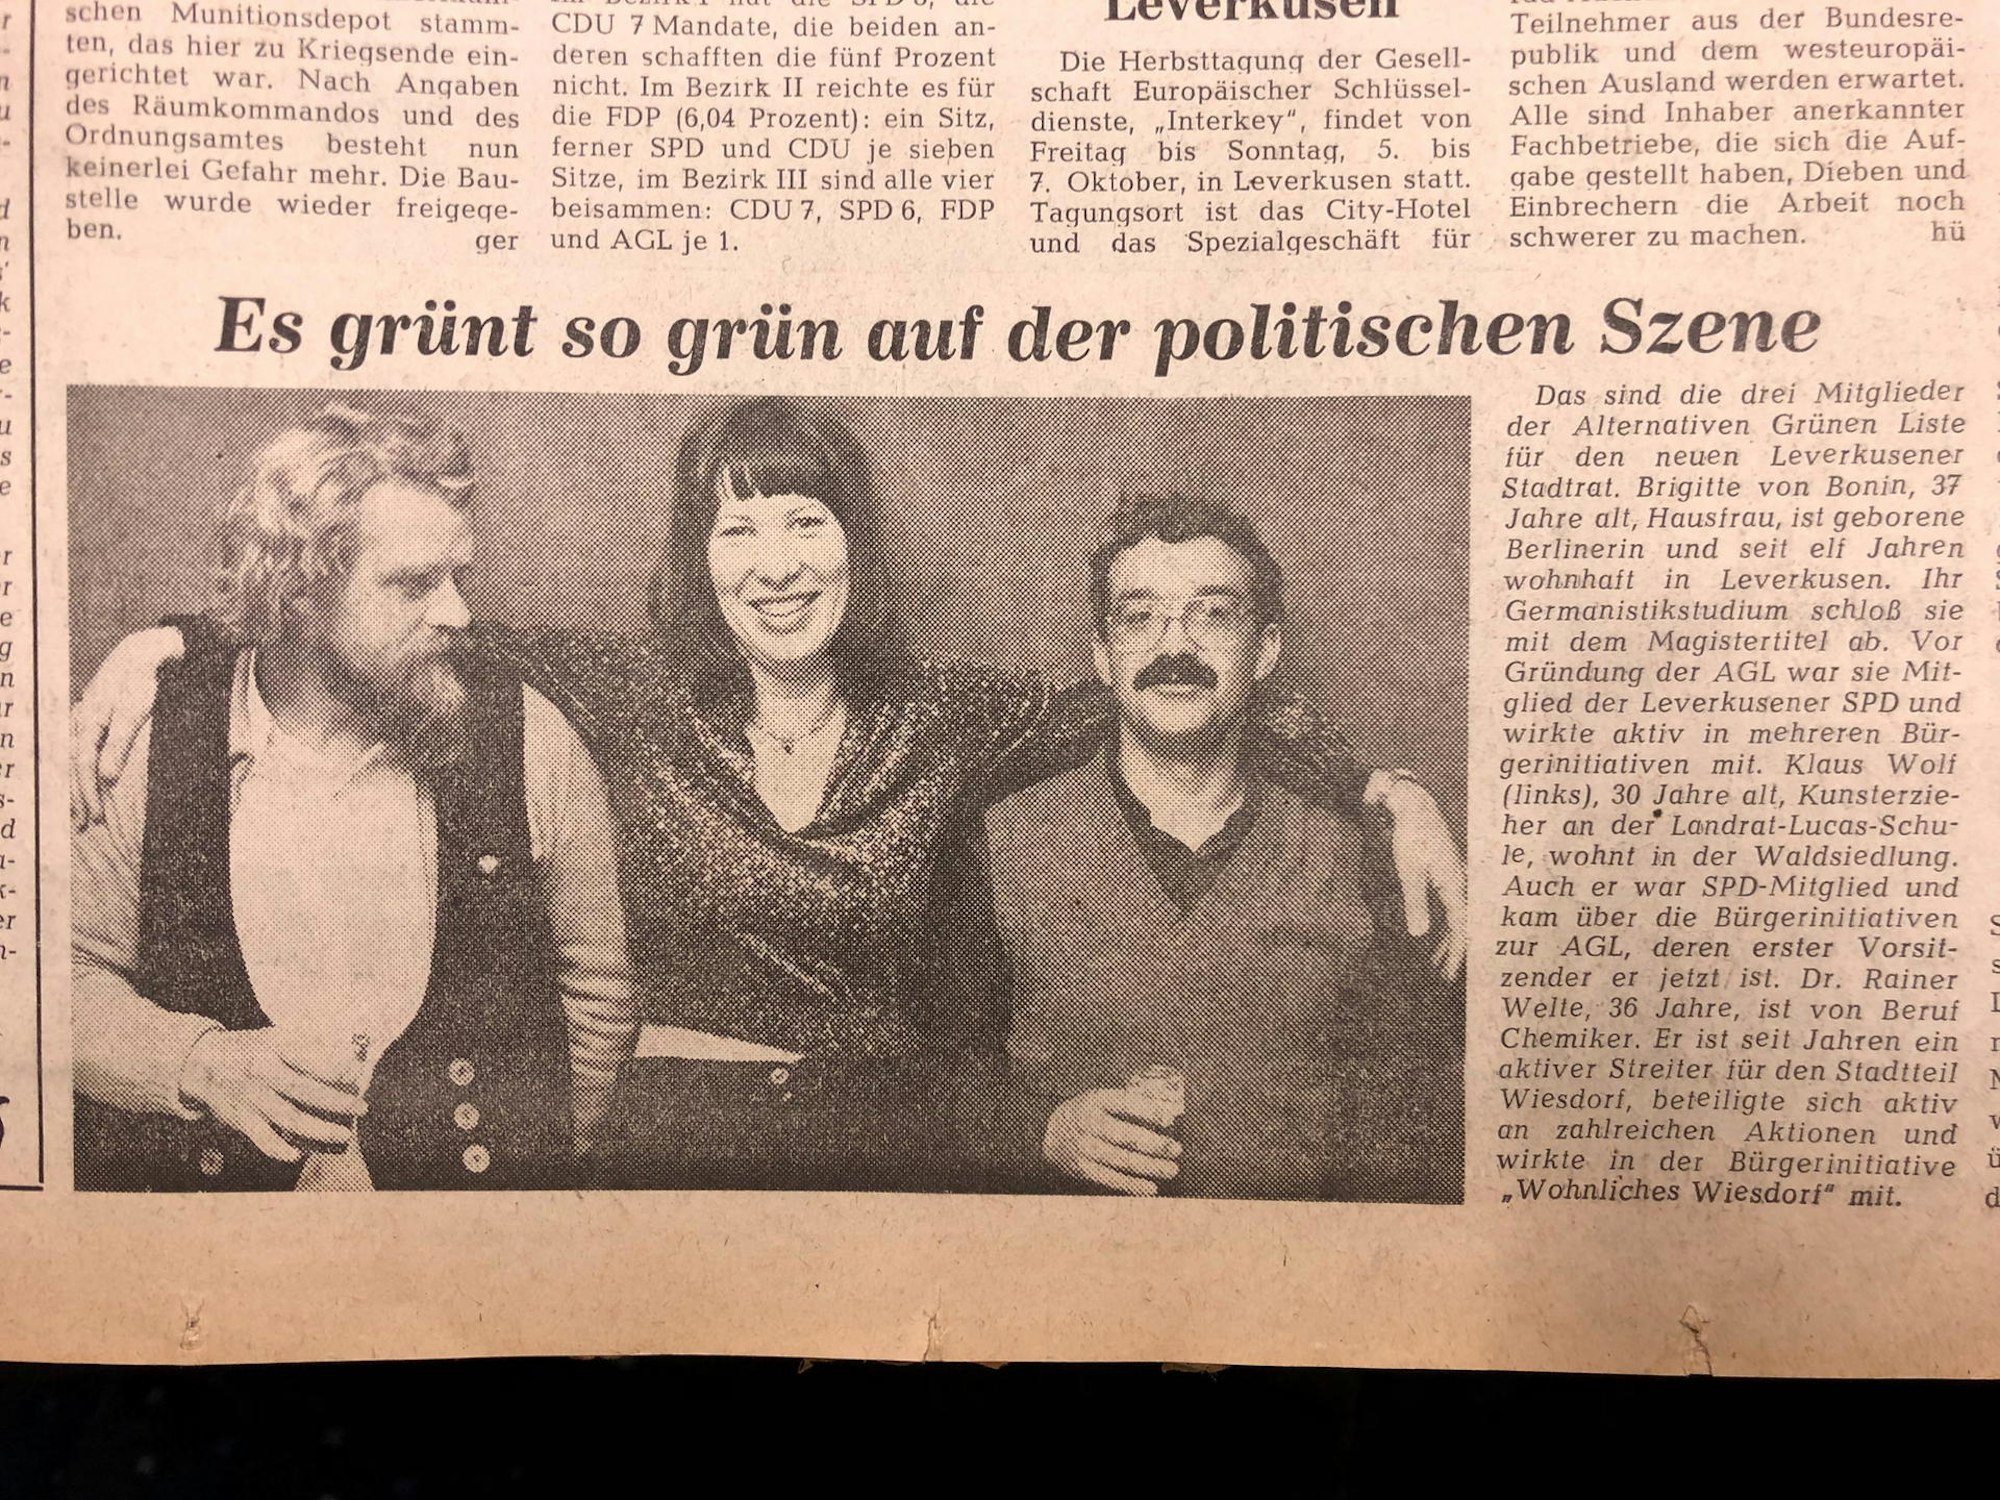 schen Munitionsdepot stamm-
ten, das hier zu Kriegsende ein-
gerichtet war. Nach Angaben
des Räumkommandos und des
Ordnungsamtes besteht nun
keinerlei Gefahr mehr. Die Bau-
stelle wurde wieder freigege-
ben. ger
CDU 7 Mandate, die beiden an-
deren schafften die fünf Prozent
nicht. Im Bezirk II reichte es für
die FDP (6,04 Prozent): ein Sitz,
ferner SPD und CDU je sieben
Sitze, im Bezirk III sind alle vier
beisammen: CDU 7, SPD 6, FDP
und AGL je 1.
Leverkusen
Die Herbsttagung der Gesell-
schaft Europäischer Schlüssel-
dienste, „Interkey“, findet von
Freitag bis Sonntag, 5. bis
7. Oktober, in Leverkusen statt.
Tagungsort ist das City-Hotel
und das Spezialgeschäft für
Teilnehmer aus der Bundesre-
publik und dem westeuropäi-
schen Ausland werden erwartet.
Alle sind Inhaber anerkannter
Fachbetriebe, die sich die Auf-
gabe gestellt haben, Dieben und
Einbrechern die Arbeit noch
schwerer zu machen. hü
Es grünt so grün auf der politischen Szene
Das sind die drei Mitglieder
der Alternativen Grünen Liste
für den neuen Leverkusener
Stadtrat. Brigitte von Bonin, 37
Jahre alt, Hausfrau, ist geborene
Berlinerin und seit elf Jahren
wohnhaft in Leverkusen. Ihr
Germanistikstudium schloß sie
mit dem Magistertitel ab. Vor
Gründung der AGL war sie Mit-
glied der Leverkusener SPD und
wirkte aktiv in mehreren Bür-
gerinitiativen mit. Klaus Wolf
(links), 30 Jahre alt, Kunsterzie-
her an der Landrat-Lucas-Schu-
le, wohnt in der Waldsiedlung.
Auch er war SPD-Mitglied und
kam über die Bürgerinitiativen
zur AGL, deren erster Vorsit-
zender er jetzt ist. Dr. Rainer
Welte, 36 Jahre, ist von Beruf
Chemiker. Er ist seit Jahren ein
aktiver Streiter für den Stadtteil
Wiesdorf, beteiligte sich aktiv
an zahlreichen Aktionen und
wirkte in der Bürgerinitiative
„Wohnliches Wiesdorf“ mit.